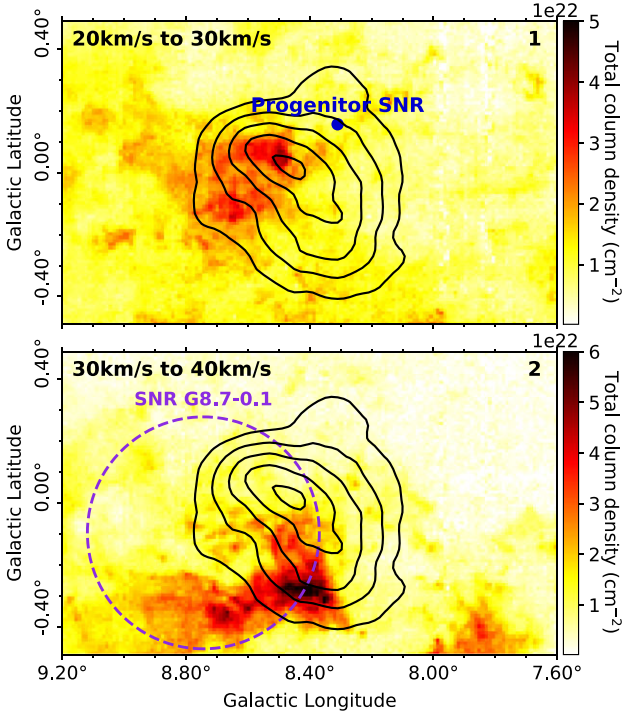 1e22
20km/s to 30km/s
1
Progenitor SNR
0.40°
0.00°
-0.40°
Galactic Latitude
5
4
3
2
1
Total column density (cm⁻²)
1e22
30km/s to 40km/s
2
SNR G8.7-0.1
0.40°
0.00°
-0.40°
Galactic Latitude
6
5
4
3
2
1
Total column density (cm⁻²)
9.20° 8.80° 8.40° 8.00° 7.60°
Galactic Longitude